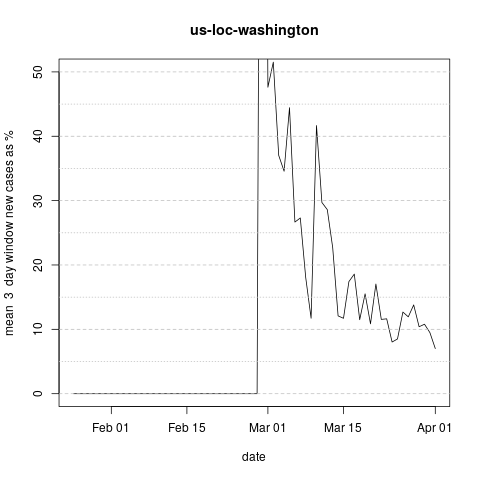 us-loc-washington
mean 3 day window new cases as %
50
40
30
20
10
0
Feb 01 Feb 15 Mar 01 Mar 15 Apr 01
date